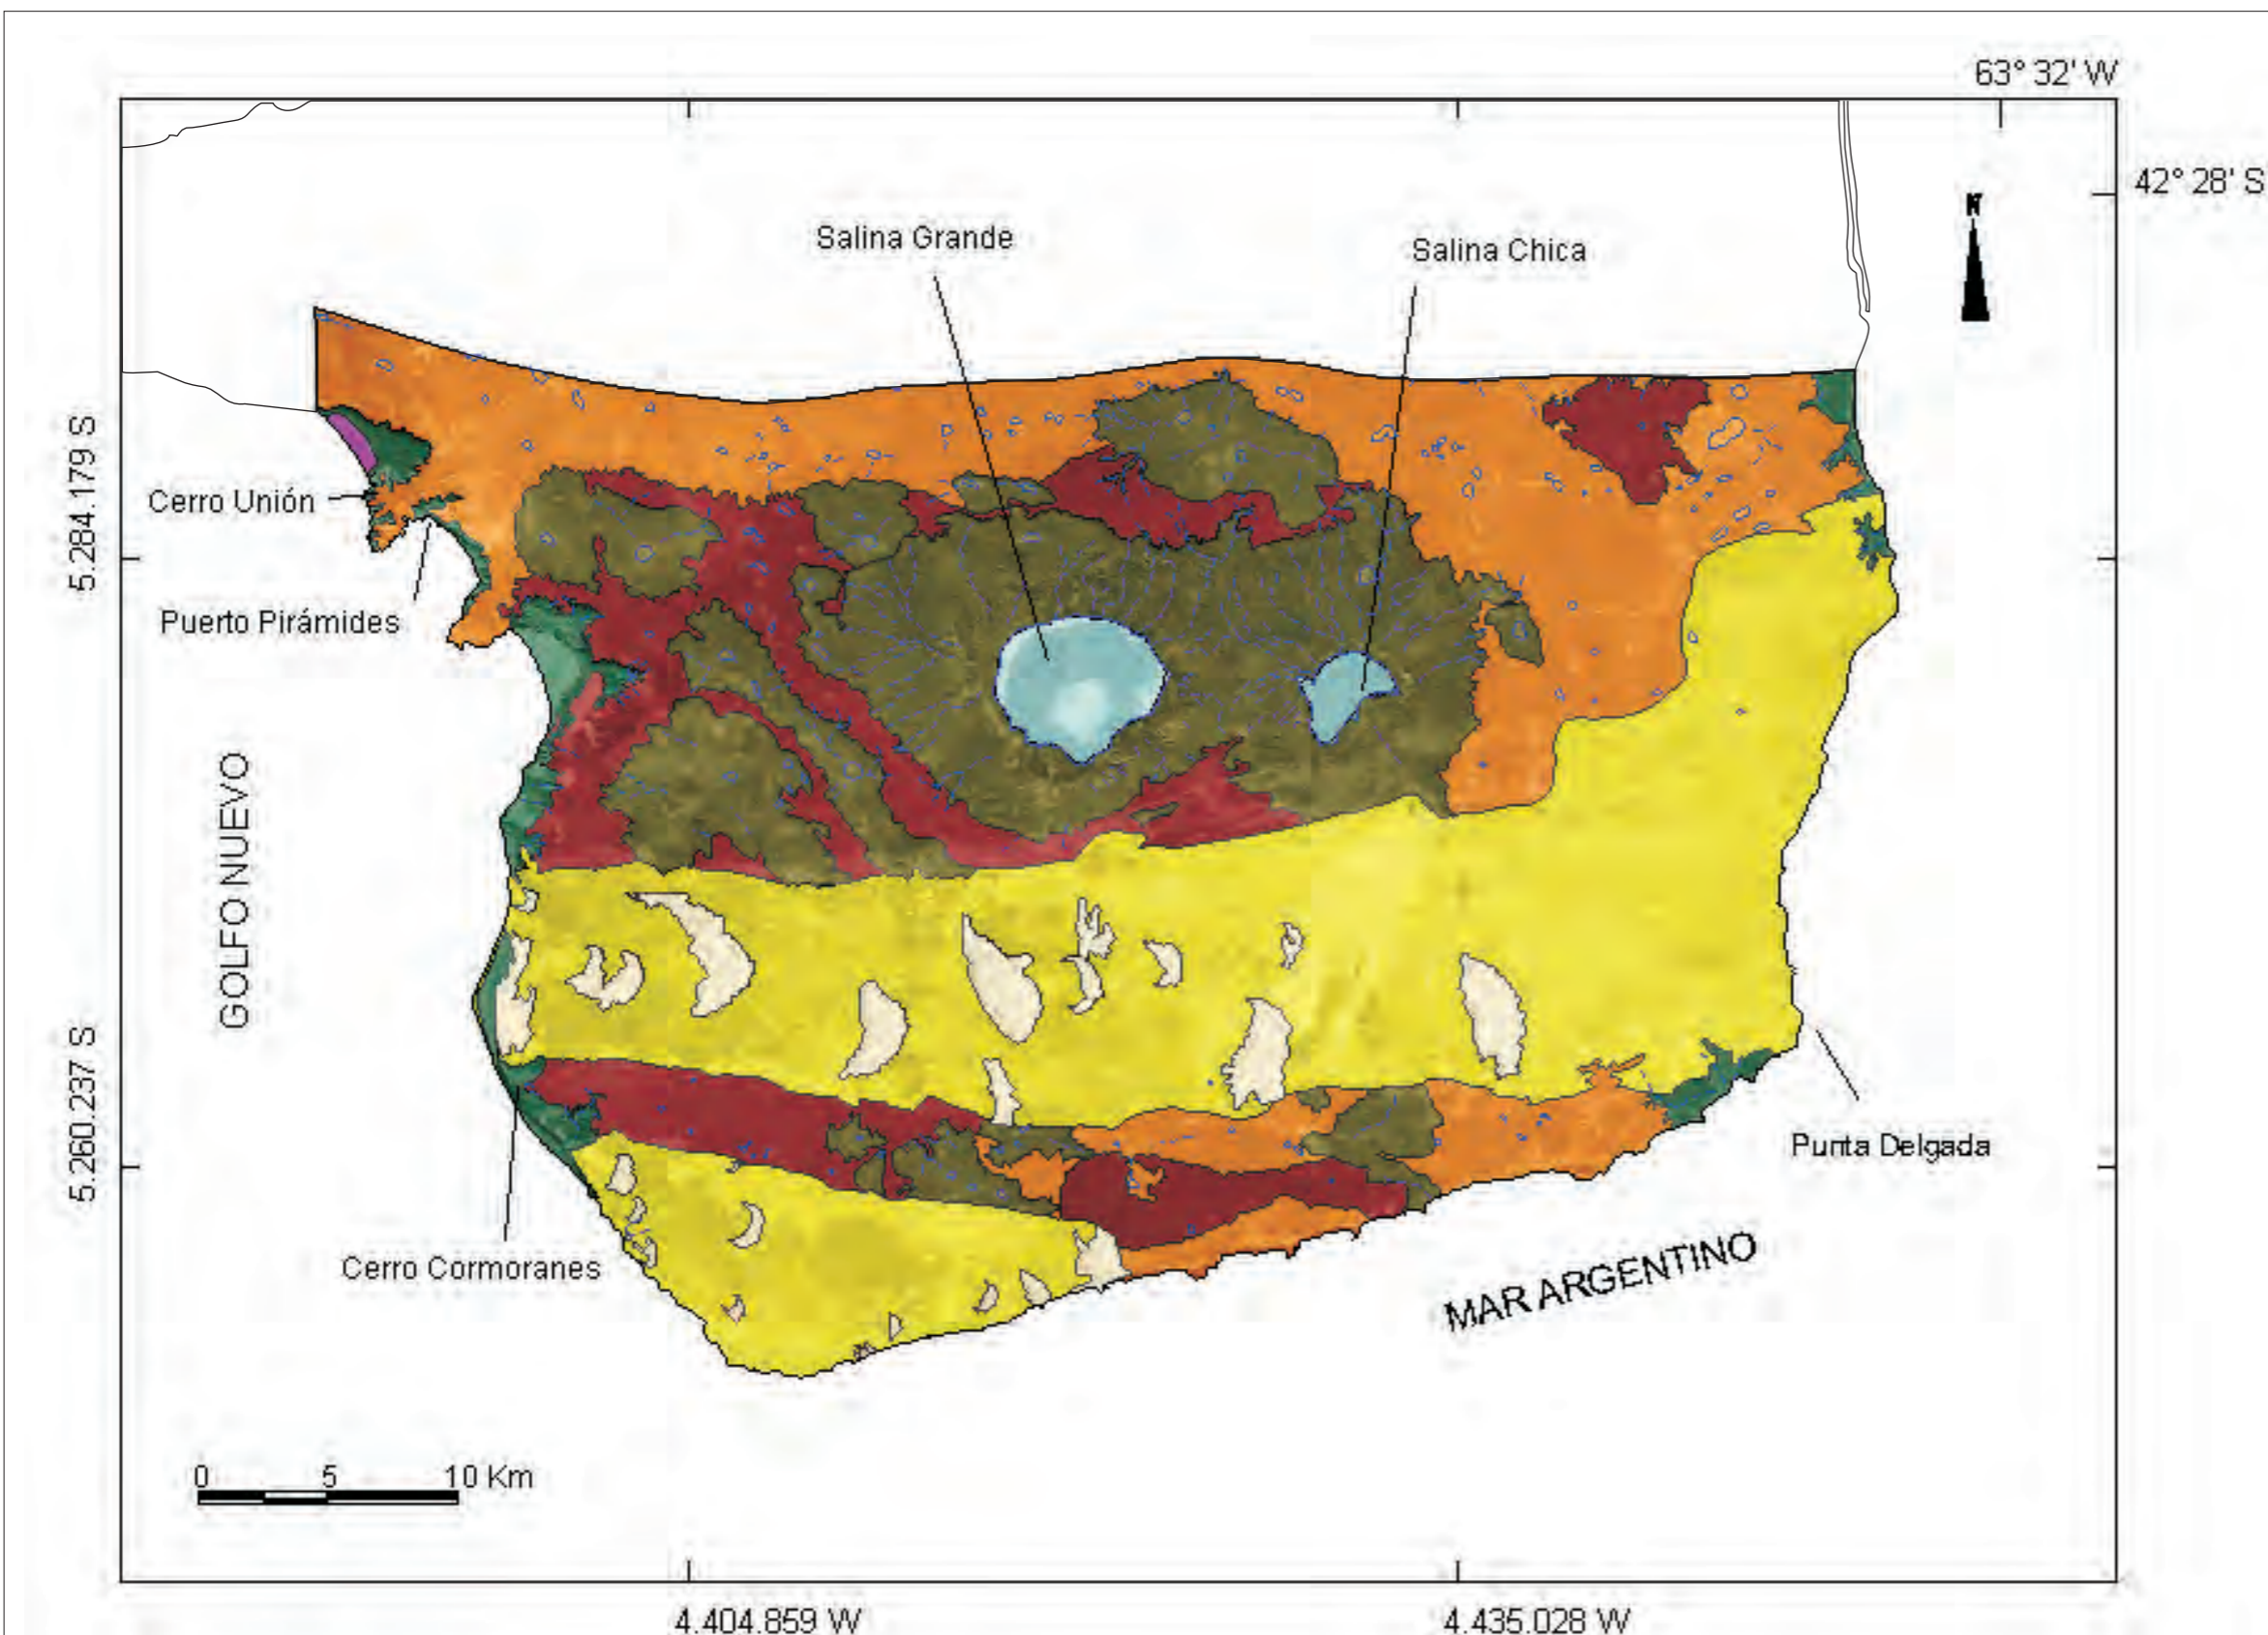 63° 32' W
42° 28' S
N
Salina Grande
Salina Chica
5.284.179 S
Cerro Unión
Puerto Pirámides
GOLFO NUEVO
5.260.237 S
Punta Delgada
Cerro Cormoranes
MAR ARGENTINO
0 5 10 Km
4.404.859 W
4.435.028 W